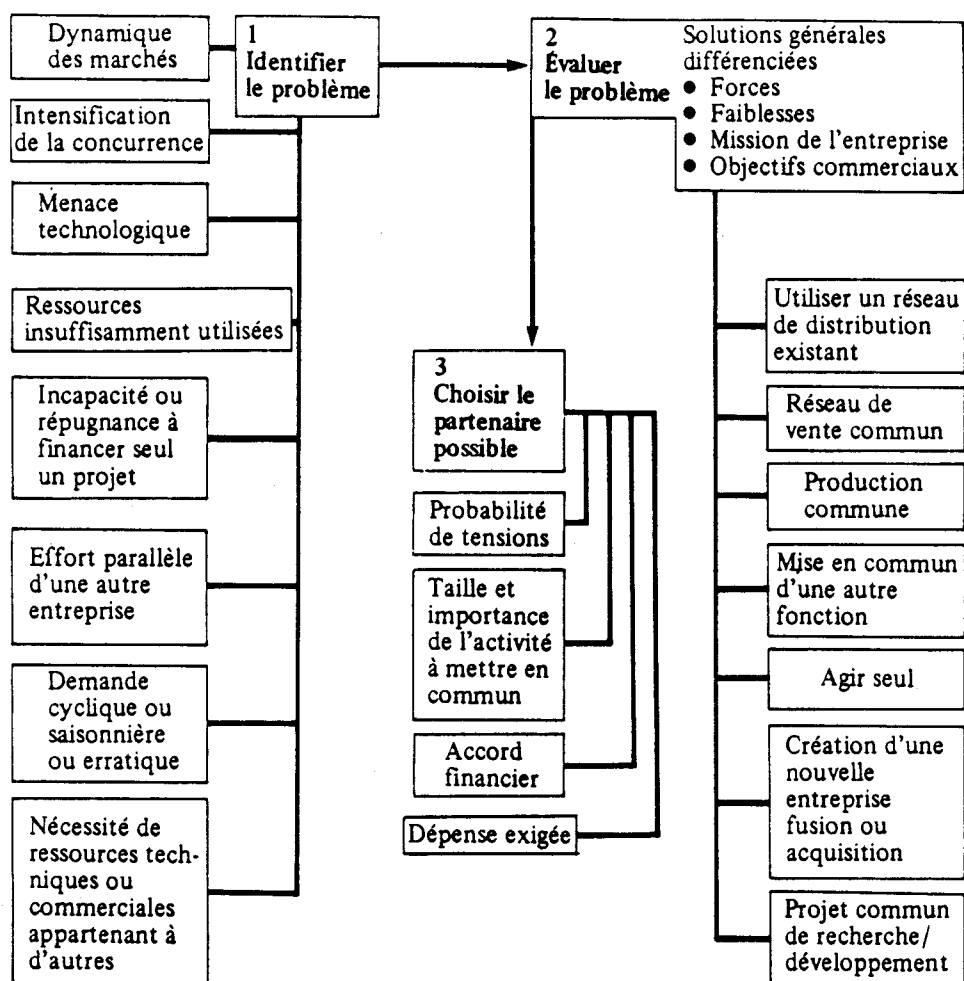 Dynamique
des marchés
Intensification
de la concurrence
Menace
technologique
Ressources
insuffisamment utilisées
Incapacité ou
répugnance à
financer seul
un projet
Effort parallèle
d'une autre
entreprise
Demande
cyclique ou
saisonnière
ou erratique
Nécessité de
ressources tech-
niques ou
commerciales
appartenant à
d'autres
1
Identifier
le problème
2
Évaluer
le problème
Solutions générales
différenciées
● Forces
● Faiblesses
● Mission de l'entreprise
● Objectifs commerciaux
3
Choisir le
partenaire
possible
Probabilité
de tensions
Taille et
importance
de l'activité
à mettre en
commun
Accord
financier
Dépense exigée
Utiliser un réseau
de distribution
existant
Réseau de
vente commun
Production
commune
Mise en commun
d'une autre
fonction
Agir seul
Création d'une
nouvelle
entreprise
fusion ou
acquisition
Projet commun
de recherche/
développement